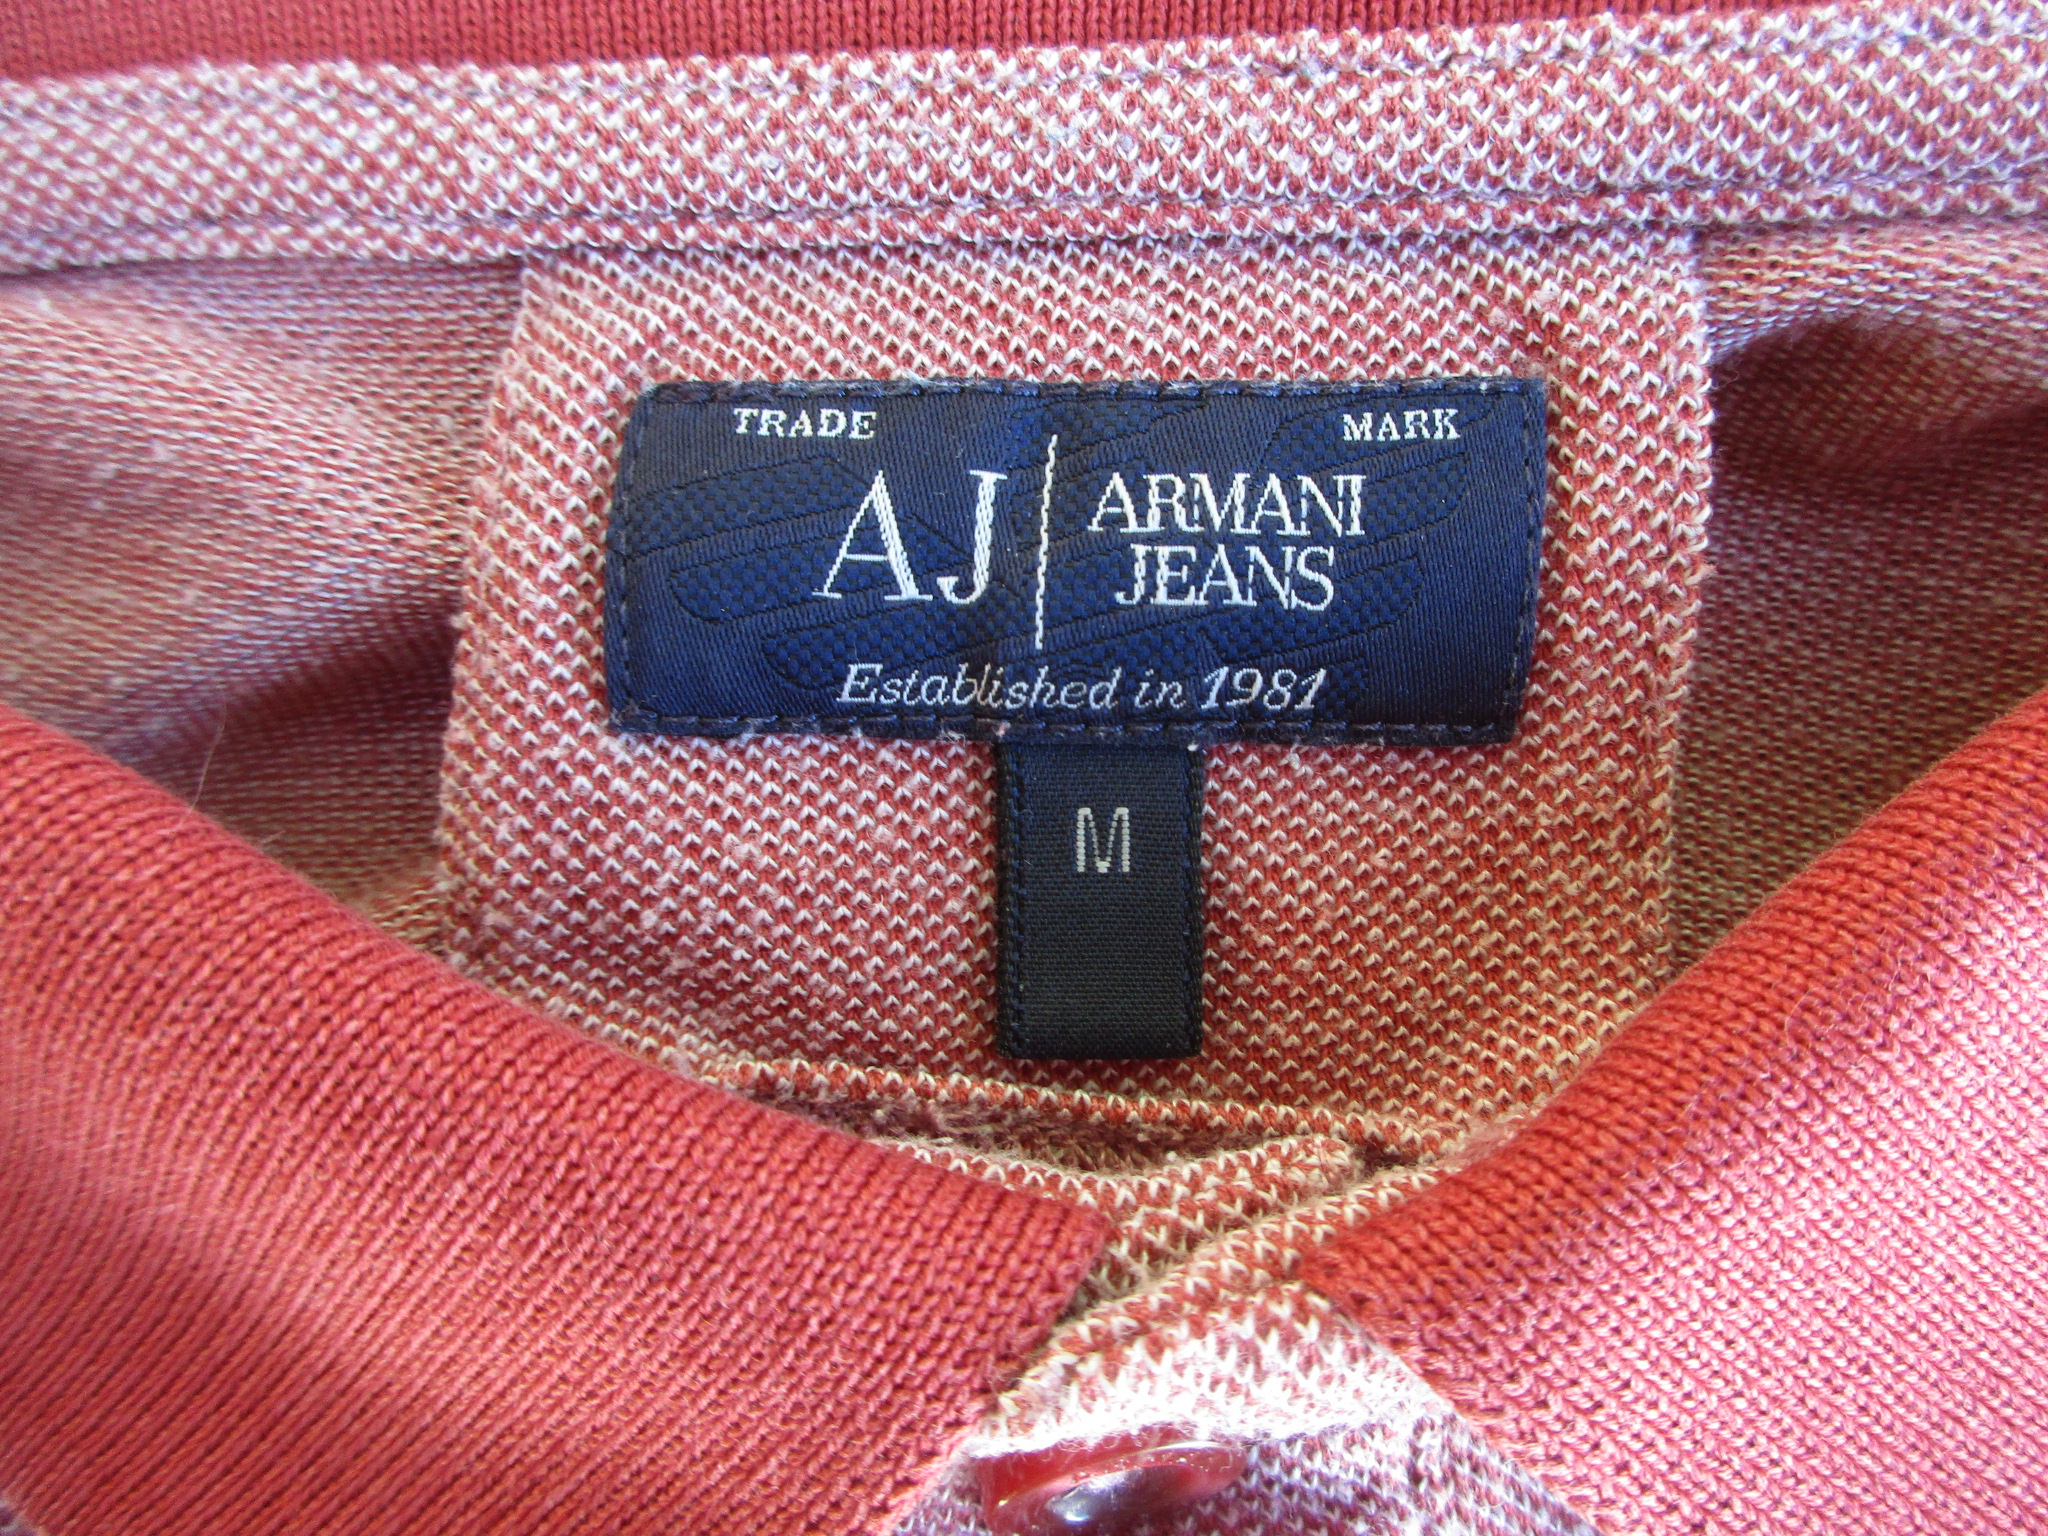 TRADE MARK
AJ ARMANI
JEANS
Established in 1981
M